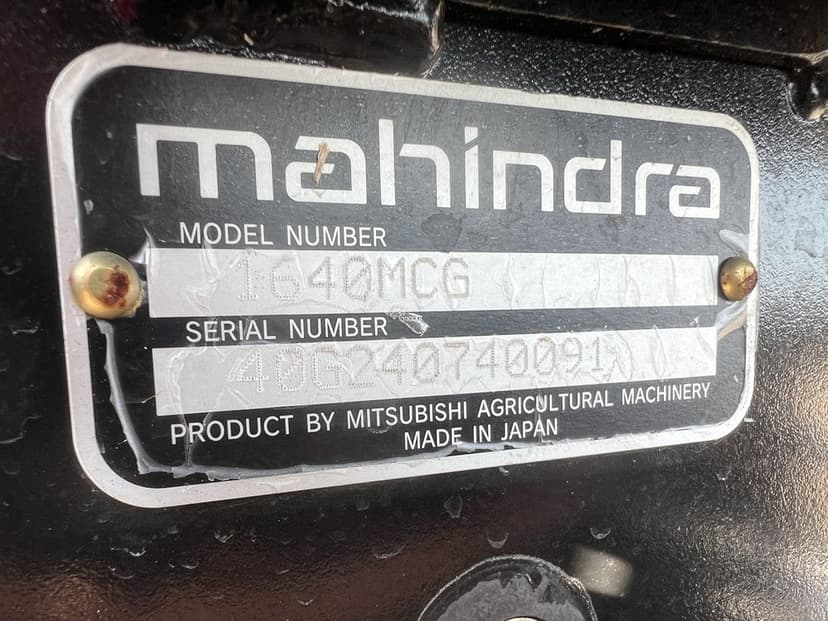 mahindra
MODEL NUMBER
1640MCG
SERIAL NUMBER
40G240740091
PRODUCT BY MITSUBISHI AGRICULTURAL MACHINERY
MADE IN JAPAN